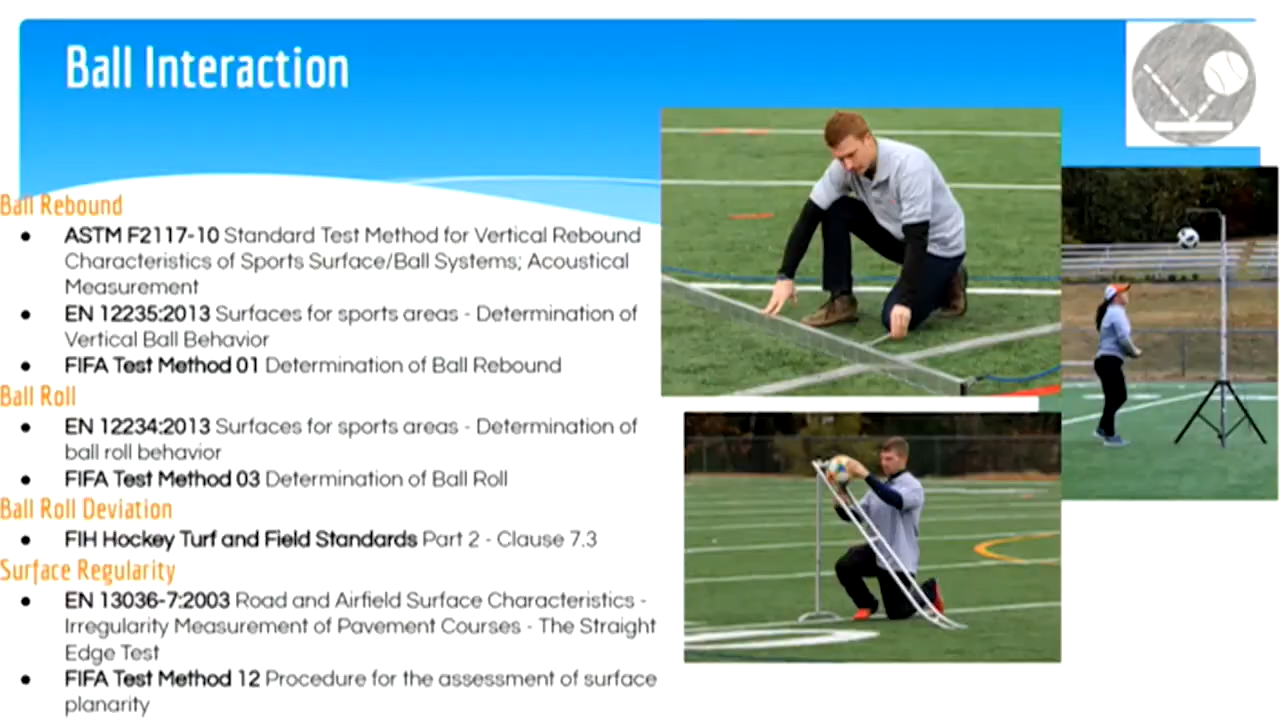 Ball Interaction
Ball Rebound
● ASTM F2117-10 Standard Test Method for Vertical Rebound
Characteristics of Sports Surface/Ball Systems; Acoustical
Measurement
● EN 12235:2013 Surfaces for sports areas - Determination of
Vertical Ball Behavior
● FIFA Test Method 01 Determination of Ball Rebound
Ball Roll
● EN 12234:2013 Surfaces for sports areas - Determination of
ball roll behavior
● FIFA Test Method 03 Determination of Ball Roll
Ball Roll Deviation
● FIH Hockey Turf and Field Standards Part 2 - Clause 7.3
Surface Regularity
● EN 13036-7:2003 Road and Airfield Surface Characteristics -
Irregularity Measurement of Pavement Courses - The Straight
Edge Test
● FIFA Test Method 12 Procedure for the assessment of surface
planarity